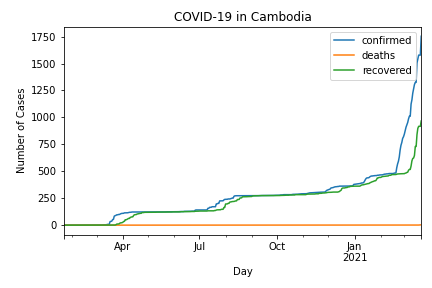 COVID-19 in Cambodia
confirmed
deaths
recovered
1750
1500
1250
1000
750
500
250
0
Number of Cases
Apr
Jul
Oct
Jan
2021
Day